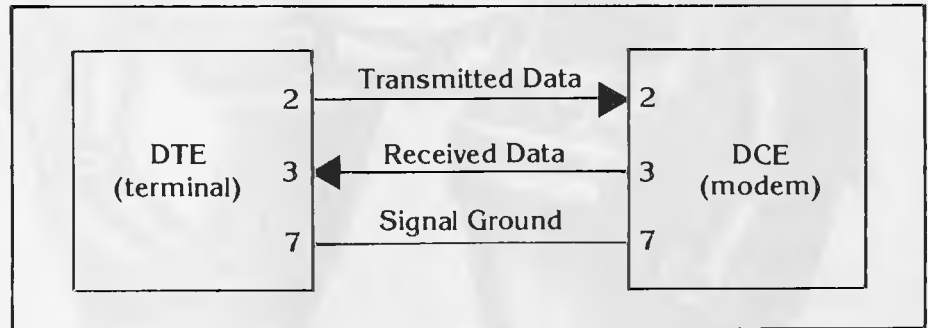 Transmitted Data
2
2
DTE
(terminal)
Received Data
3
3
DCE
(modem)
Signal Ground
7
7